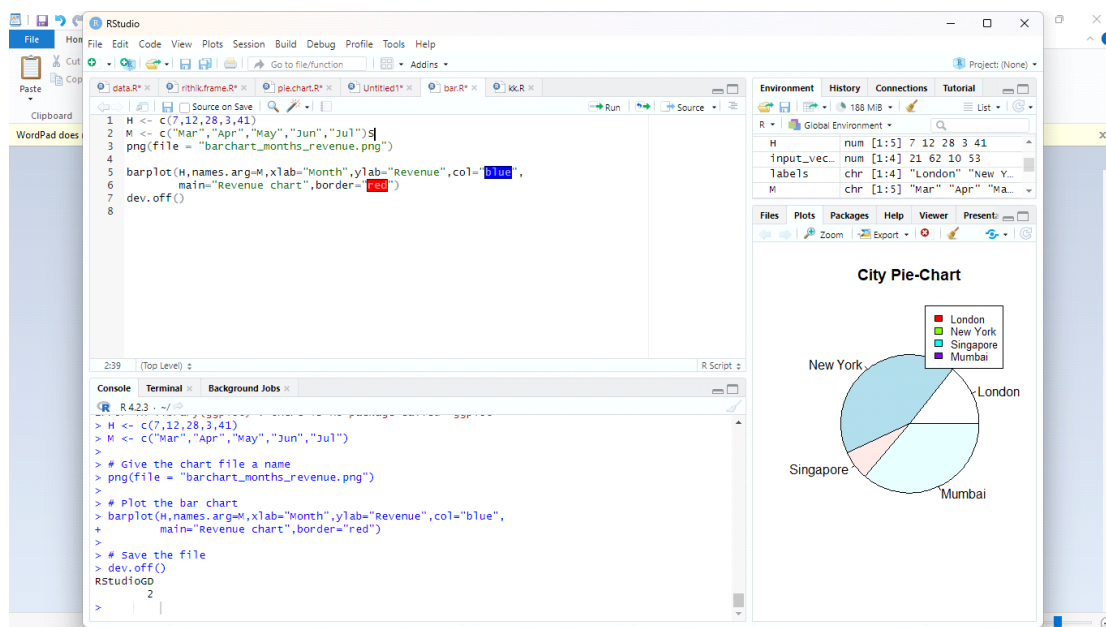 RStudio
File
Hom
File Edit Code View Plots Session Build Debug Profile Tools Help
Cut
Cop
Paste
Clipboard
WordPad does
Go to file/function
Addins
Project: (None)
data.R*
rithik.frame.R*
pie.chart.R*
Untitled1*
bar.R*
kk.R
Source on Save
Run
Source
1 H <- c(7,12,28,3,41)
2 M <- c("Mar","Apr","May","Jun","Jul")S
3 png(file = "barchart_months_revenue.png")
4
5 barplot(H,names.arg=M,xlab="Month",ylab="Revenue",col="blue",
6 main="Revenue chart",border="red")
7 dev.off()
8
2:39 (Top Level) R Script
Console Terminal Background Jobs
R 4.2.3 · ~/
> H <- c(7,12,28,3,41)
> M <- c("Mar","Apr","May","Jun","Jul")
>
> # Give the chart file a name
> png(file = "barchart_months_revenue.png")
>
> # Plot the bar chart
> barplot(H,names.arg=M,xlab="Month",ylab="Revenue",col="blue",
+ main="Revenue chart",border="red")
>
> # Save the file
> dev.off()
RStudioGD
2
>
Environment History Connections Tutorial
188 MiB
List
R Global Environment
H num [1:5] 7 12 28 3 41
input_vec… num [1:4] 21 62 10 53
labels chr [1:4] "London" "New Y…
M chr [1:5] "Mar" "Apr" "Ma…
Files Plots Packages Help Viewer Presenta
Zoom Export
City Pie-Chart
London
New York
Singapore
Mumbai
New York
London
Singapore
Mumbai